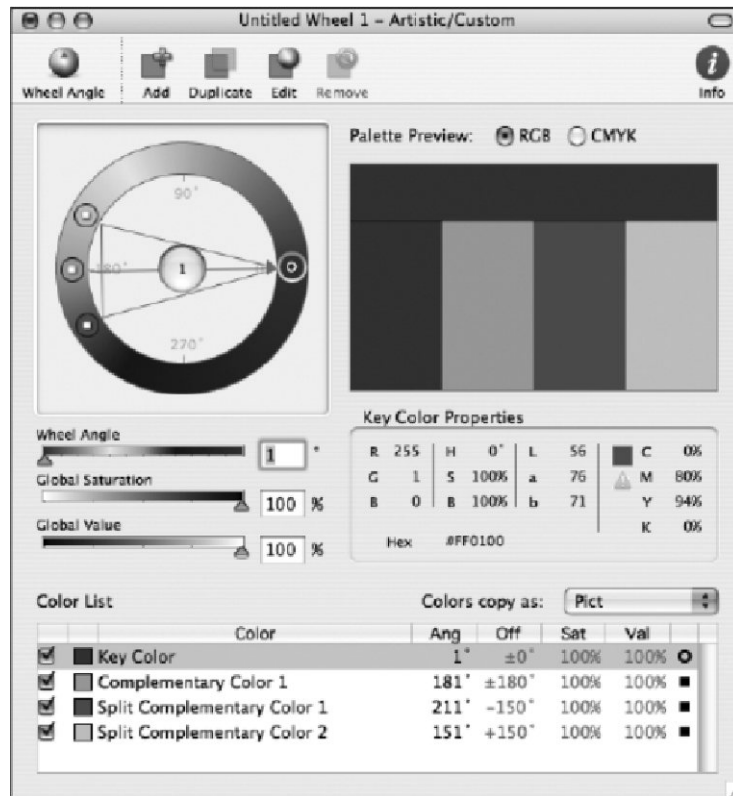 Untitled Wheel 1 – Artistic/Custom
Wheel Angle Add Duplicate Edit Remove Info
Palette Preview: RGB CMYK
90°
180° 1
270°
Key Color Properties
R 255 H 0° L 56 C 0%
G 1 S 100% a 76 M 80%
B 0 B 100% b 71 Y 94%
K 0%
Hex #FF0100
Wheel Angle
1 °
Global Saturation
100 %
Global Value
100 %
Color List Colors copy as: Pict
Color Ang Off Sat Val
Key Color 1° ±0° 100% 100%
Complementary Color 1 181° ±180° 100% 100%
Split Complementary Color 1 211° -150° 100% 100%
Split Complementary Color 2 151° +150° 100% 100%